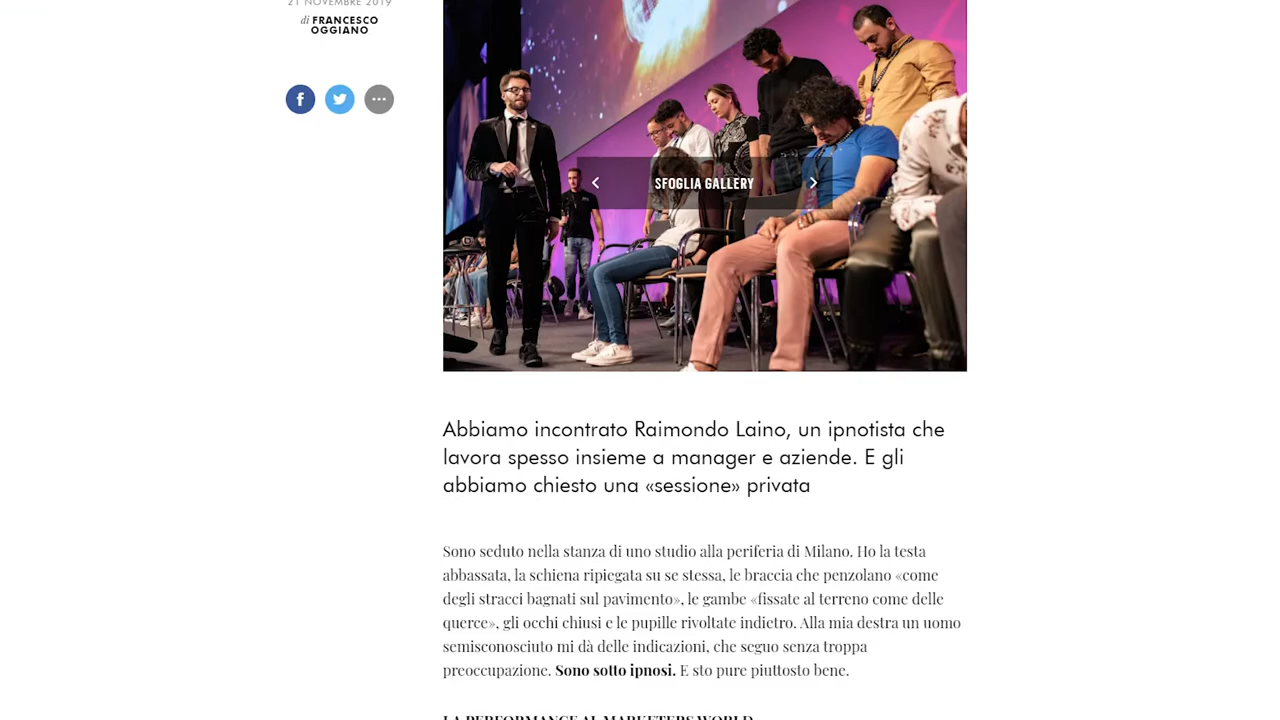 21 NOVEMBRE 2019
di FRANCESCO
OGGIANO
f
SFOGLIA GALLERY
Abbiamo incontrato Raimondo Laino, un ipnotista che
lavora spesso insieme a manager e aziende. E gli
abbiamo chiesto una «sessione» privata
Sono seduto nella stanza di uno studio alla periferia di Milano. Ho la testa
abbassata, la schiena ripiegata su se stessa, le braccia che penzolano «come
degli stracci bagnati sul pavimento», le gambe «fissate al terreno come delle
querce», gli occhi chiusi e le pupille rivoltate indietro. Alla mia destra un uomo
semisconosciuto mi dà delle indicazioni, che seguo senza troppa
preoccupazione. Sono sotto ipnosi. E sto pure piuttosto bene.
LA PERFORMANCE AL MARKETERS WORLD